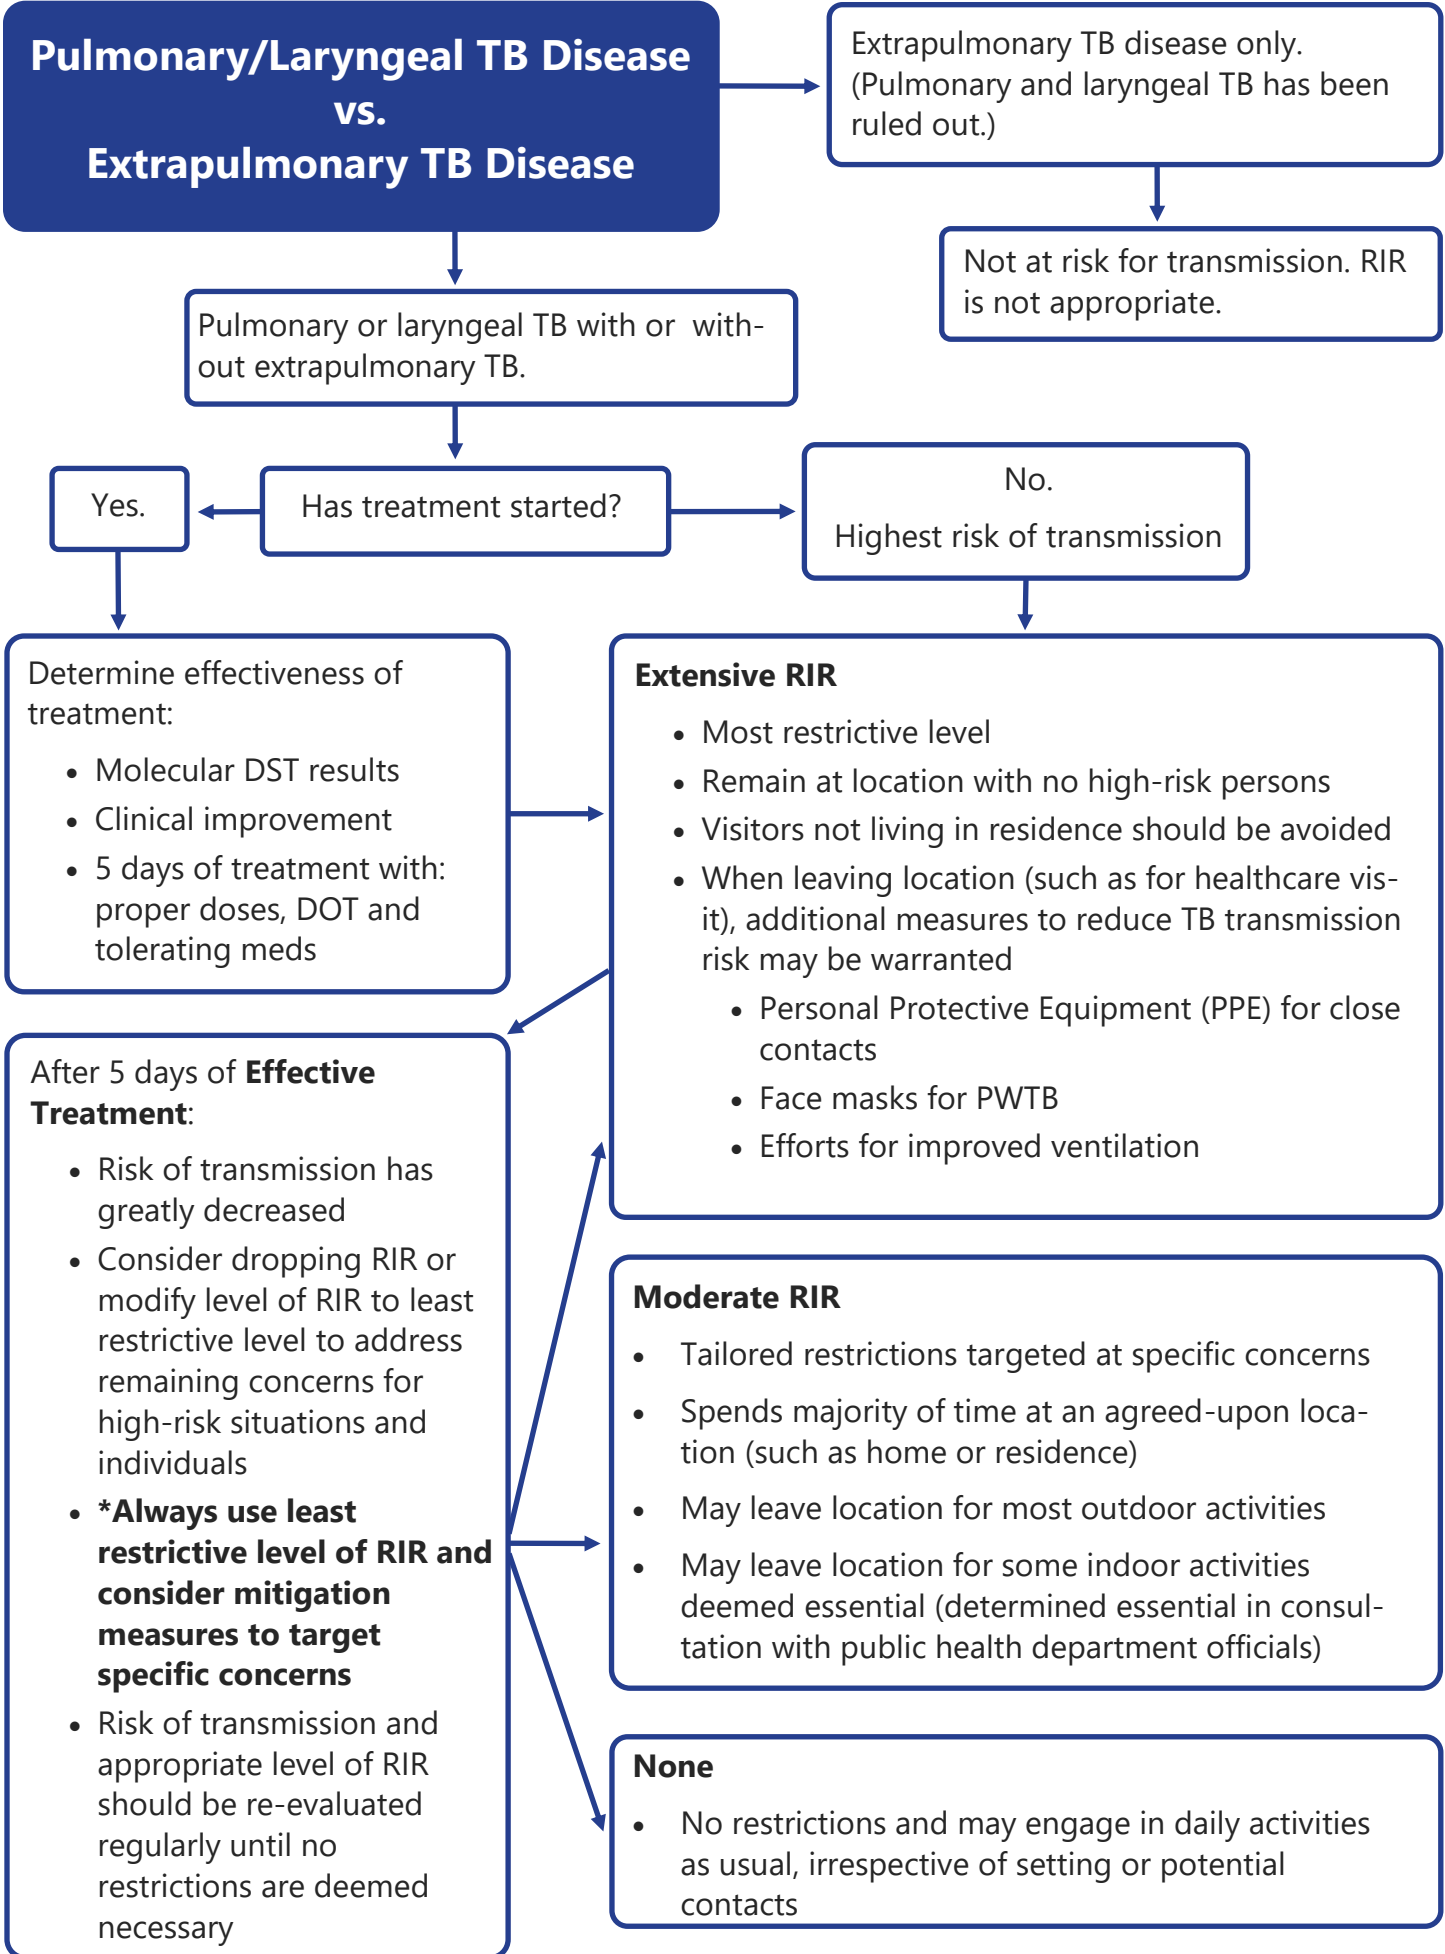 Pulmonary/Laryngeal TB Disease
vs.
Extrapulmonary TB Disease
Extrapulmonary TB disease only.
(Pulmonary and laryngeal TB has been
ruled out.)
Not at risk for transmission. RIR
is not appropriate.
Pulmonary or laryngeal TB with or with-
out extrapulmonary TB.
Has treatment started?
Yes.
No.
Highest risk of transmission
Determine effectiveness of
treatment:
• Molecular DST results
• Clinical improvement
• 5 days of treatment with:
proper doses, DOT and
tolerating meds
Extensive RIR
• Most restrictive level
• Remain at location with no high-risk persons
• Visitors not living in residence should be avoided
• When leaving location (such as for healthcare vis-
it), additional measures to reduce TB transmission
risk may be warranted
• Personal Protective Equipment (PPE) for close
contacts
• Face masks for PWTB
• Efforts for improved ventilation
After 5 days of Effective
Treatment:
• Risk of transmission has
greatly decreased
• Consider dropping RIR or
modify level of RIR to least
restrictive level to address
remaining concerns for
high-risk situations and
individuals
• *Always use least
restrictive level of RIR and
consider mitigation
measures to target
specific concerns
• Risk of transmission and
appropriate level of RIR
should be re-evaluated
regularly until no
restrictions are deemed
necessary
Moderate RIR
• Tailored restrictions targeted at specific concerns
• Spends majority of time at an agreed-upon loca-
tion (such as home or residence)
• May leave location for most outdoor activities
• May leave location for some indoor activities
deemed essential (determined essential in consul-
tation with public health department officials)
None
• No restrictions and may engage in daily activities
as usual, irrespective of setting or potential
contacts